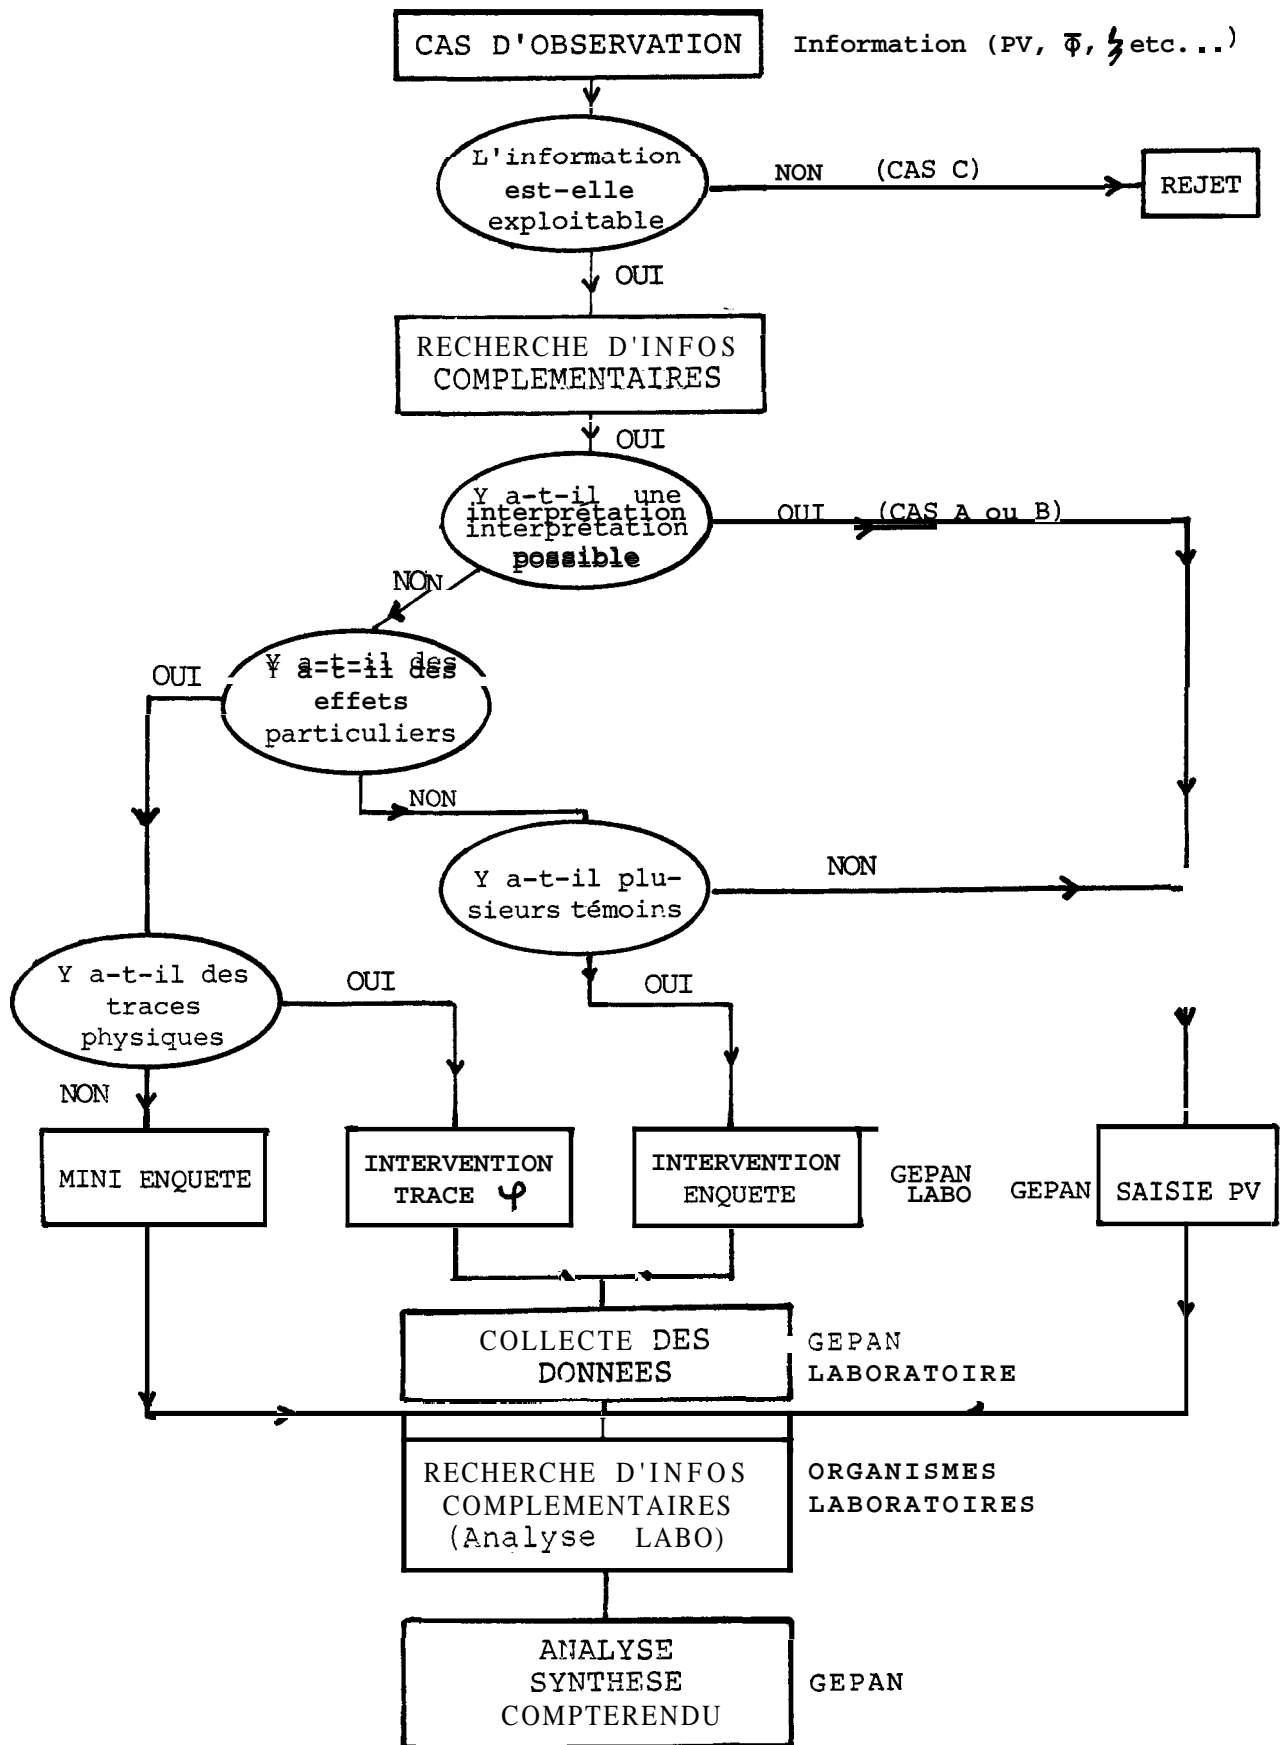 CAS D'OBSERVATION
Information (PV, Φ, etc...)
L'information
est-elle
exploitable
NON (CAS C)
REJET
OUI
RECHERCHE D'INFOS
COMPLEMENTAIRES
OUI
Y a-t-il une
interprétation
possible
OUI (CAS A ou B)
NON
Y a-t-il des
effets
particuliers
OUI
NON
Y a-t-il plu-
sieurs témoins
NON
Y a-t-il des
traces
physiques
OUI
OUI
NON
MINI ENQUETE
INTERVENTION
TRACE φ
INTERVENTION
ENQUETE
GEPAN
LABO
GEPAN
SAISIE PV
COLLECTE DES
DONNEES
GEPAN
LABORATOIRE
RECHERCHE D'INFOS
COMPLEMENTAIRES
(Analyse LABO)
ORGANISMES
LABORATOIRES
ANALYSE
SYNTHESE
COMPTERENDU
GEPAN